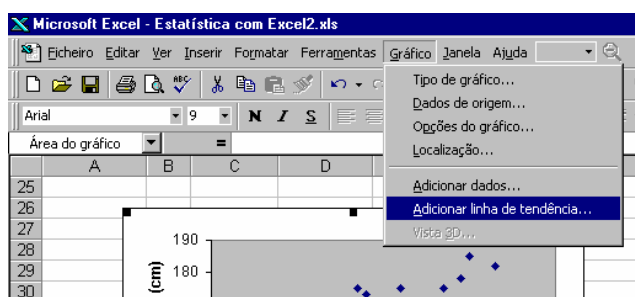 Microsoft Excel - Estatística com Excel2.xls
Ficheiro Editar Ver Inserir Formatar Ferramentas Gráfico Janela Ajuda
Tipo de gráfico...
Dados de origem...
Opções do gráfico...
Localização...
Adicionar dados...
Adicionar linha de tendência...
Vista 3D...
Arial 9 N I S
Área do gráfico =
A B C D
25
26
27
28
29
30
190
180
(cm)